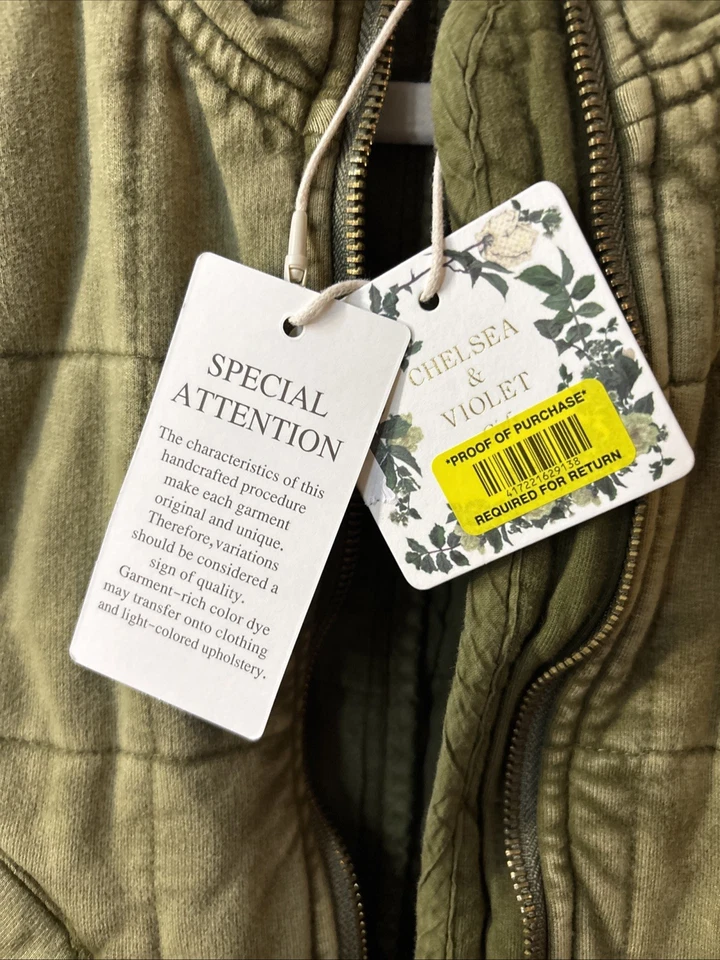 SPECIAL
ATTENTION
The characteristics of this
handcrafted procedure
make each garment
original and unique.
Therefore, variations
should be considered a
sign of quality.
Garment-rich color dye
may transfer onto clothing
and light-colored upholstery.
CHELSEA
&
VIOLET
*PROOF OF PURCHASE*
417221629138
REQUIRED FOR RETURN